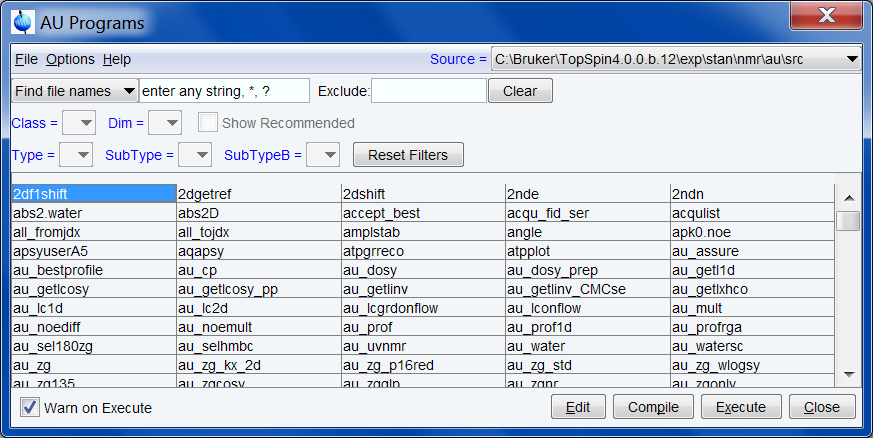 AU Programs
File Options Help Source = C:\Bruker\TopSpin4.0.0.b.12\exp\stan\nmr\au\src
Find file names enter any string, *, ? Exclude: Clear
Class = Dim = Show Recommended
Type = SubType = SubTypeB = Reset Filters
2df1shift 2dgetref 2dshift 2nde 2ndn
abs2.water abs2D accept_best acqu_fid_ser acqulist
all_fromjdx all_tojdx amplstab angle apk0.noe
apsyuserA5 aqapsy atpgrreco atpplot au_assure
au_bestprofile au_cp au_dosy au_dosy_prep au_getl1d
au_getlcosy au_getlcosy_pp au_getlinv au_getlinv_CMCse au_getlxhco
au_lc1d au_lc2d au_lcgrdonflow au_lconflow au_mult
au_noediff au_noemult au_prof au_prof1d au_profrga
au_sel180zg au_selhmbc au_uvnmr au_water au_watersc
au_zg au_zg_kx_2d au_zg_p16red au_zg_std au_zg_wlogsy
au_zg135 au_zgcosy au_zgglp au_zgnr au_zgonly
Warn on Execute Edit Compile Execute Close